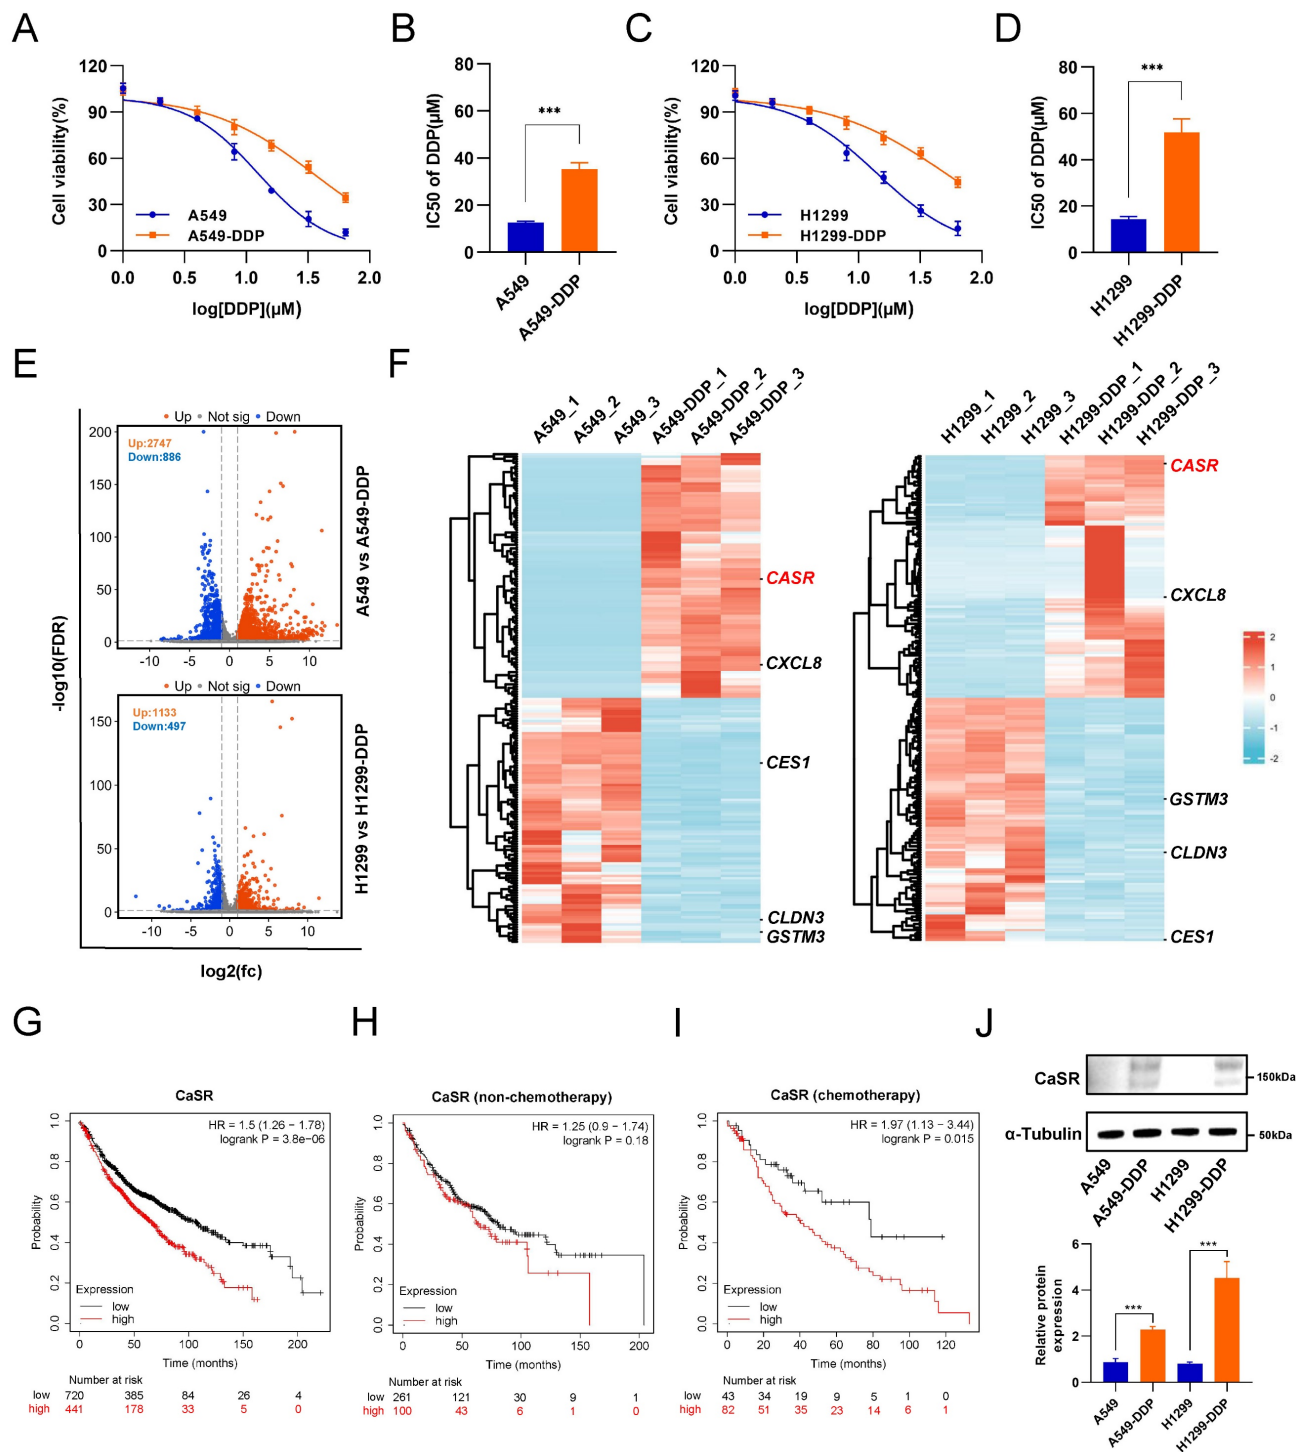 A
120
90
60
30
0
Cell viability(%)
A549
A549-DDP
0.0
0.5
1.0
1.5
2.0
log[DDP](µM)
B
80
60
40
20
0
IC50 of DDP(µM)
***
A549
A549-DDP
C
120
90
60
30
0
Cell viability(%)
H1299
H1299-DDP
0.0
0.5
1.0
1.5
2.0
log[DDP](µM)
D
80
60
40
20
0
IC50 of DDP(µM)
***
H1299
H1299-DDP
E
-log10(FDR)
Up Not sig Down
Up:2747
Down:886
200
150
100
50
0
-10
-5
0
5
10
A549 vs A549-DDP
Up Not sig Down
Up:1133
Down:497
150
100
50
0
-10
-5
0
5
10
H1299 vs H1299-DDP
log2(fc)
F
A549_1
A549_2
A549_3
A549-DDP_1
A549-DDP_2
A549-DDP_3
CASR
CXCL8
CES1
CLDN3
GSTM3
H1299_1
H1299_2
H1299_3
H1299-DDP_1
H1299-DDP_2
H1299-DDP_3
CASR
CXCL8
GSTM3
CLDN3
CES1
2
1
0
-1
-2
G
CaSR
HR = 1.5 (1.26 − 1.78)
logrank P = 3.8e−06
Probability
1.0
0.8
0.6
0.4
0.2
0.0
Expression
low
high
0
50
100
150
200
Time (months)
Number at risk
low 720 385 84 26 4
high 441 178 33 5 0
H
CaSR (non-chemotherapy)
HR = 1.25 (0.9 − 1.74)
logrank P = 0.18
Probability
1.0
0.8
0.6
0.4
0.2
0.0
Expression
low
high
0
50
100
150
200
Time (months)
Number at risk
low 261 121 30 9 1
high 100 43 6 1 0
I
CaSR (chemotherapy)
HR = 1.97 (1.13 − 3.44)
logrank P = 0.015
Probability
1.0
0.8
0.6
0.4
0.2
0.0
Expression
low
high
0
20
40
60
80
100
120
Time (months)
Number at risk
low 43 34 19 9 5 1 0
high 82 51 35 23 14 6 1
J
CaSR
150kDa
α-Tubulin
50kDa
A549
A549-DDP
H1299
H1299-DDP
Relative protein
expression
6
4
2
0
***
***
A549
A549-DDP
H1299
H1299-DDP